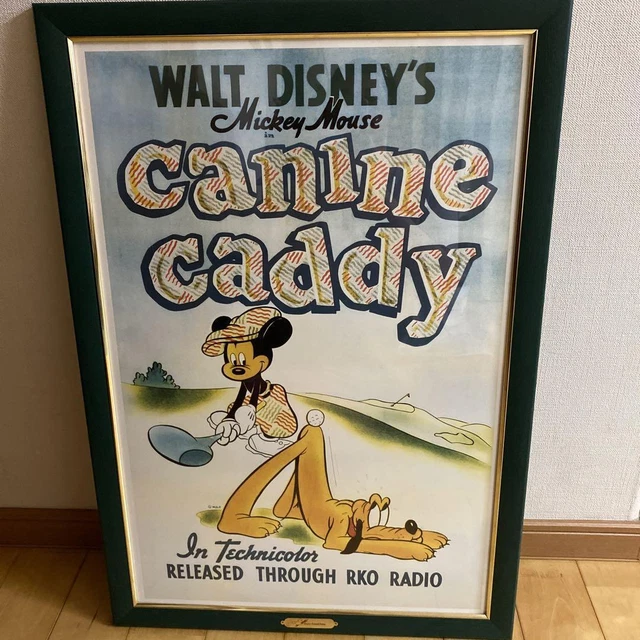 WALT DISNEY'S
Mickey Mouse
in
canine
caddy
In Technicolor
RELEASED THROUGH RKO RADIO